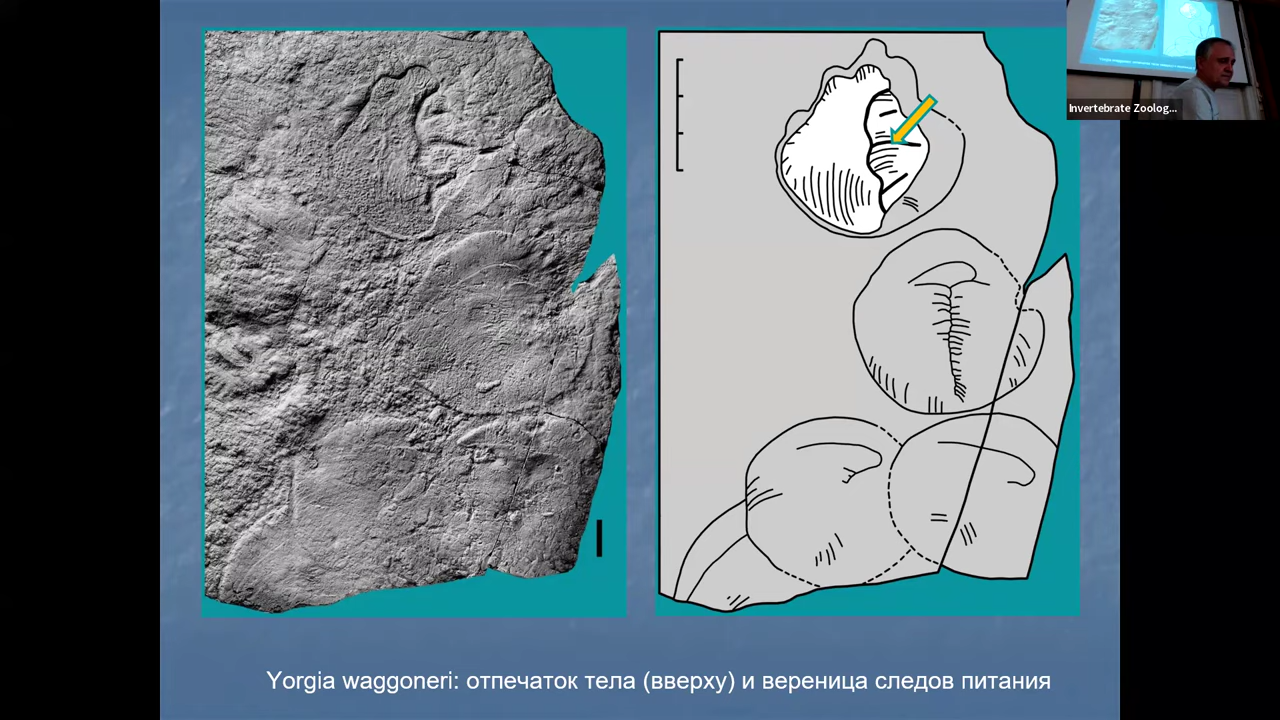 Invertebrate Zoolog...
Yorgia waggoneri: отпечаток тела (вверху) и вереница следов питания